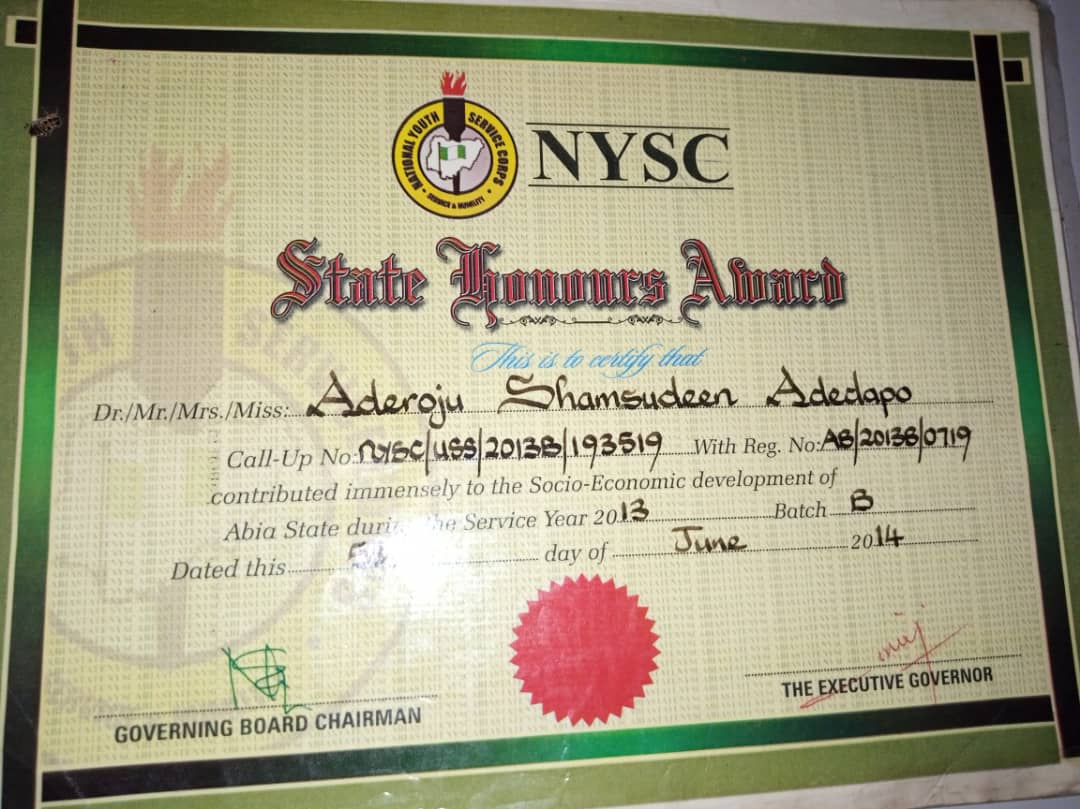 NATIONAL YOUTH SERVICE CORPS
SERVICE & HUMILITY
NYSC
State Honours Award
This is to certify that
Dr./Mr./Mrs./Miss: Aderoju Shamsudeen Adedapo
Call-Up No: NYSC/USS/2013B/193519 With Reg. No: AB/2013B/0719
contributed immensely to the Socio-Economic development of
Abia State during the Service Year 2013 Batch B
Dated this day of June 2014
GOVERNING BOARD CHAIRMAN
THE EXECUTIVE GOVERNOR